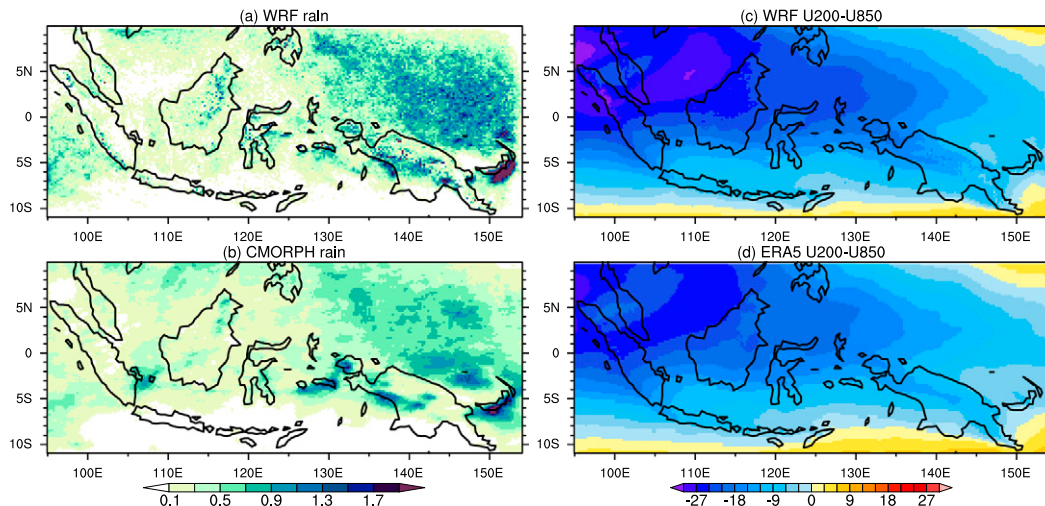 (a) WRF rain
(c) WRF U200-U850
5N
0
5S
10S
5N
0
5S
10S
100E 110E 120E 130E 140E 150E
100E 110E 120E 130E 140E 150E
(b) CMORPH rain
(d) ERA5 U200-U850
5N
0
5S
10S
5N
0
5S
10S
100E 110E 120E 130E 140E 150E
100E 110E 120E 130E 140E 150E
0.1 0.5 0.9 1.3 1.7
-27 -18 -9 0 9 18 27